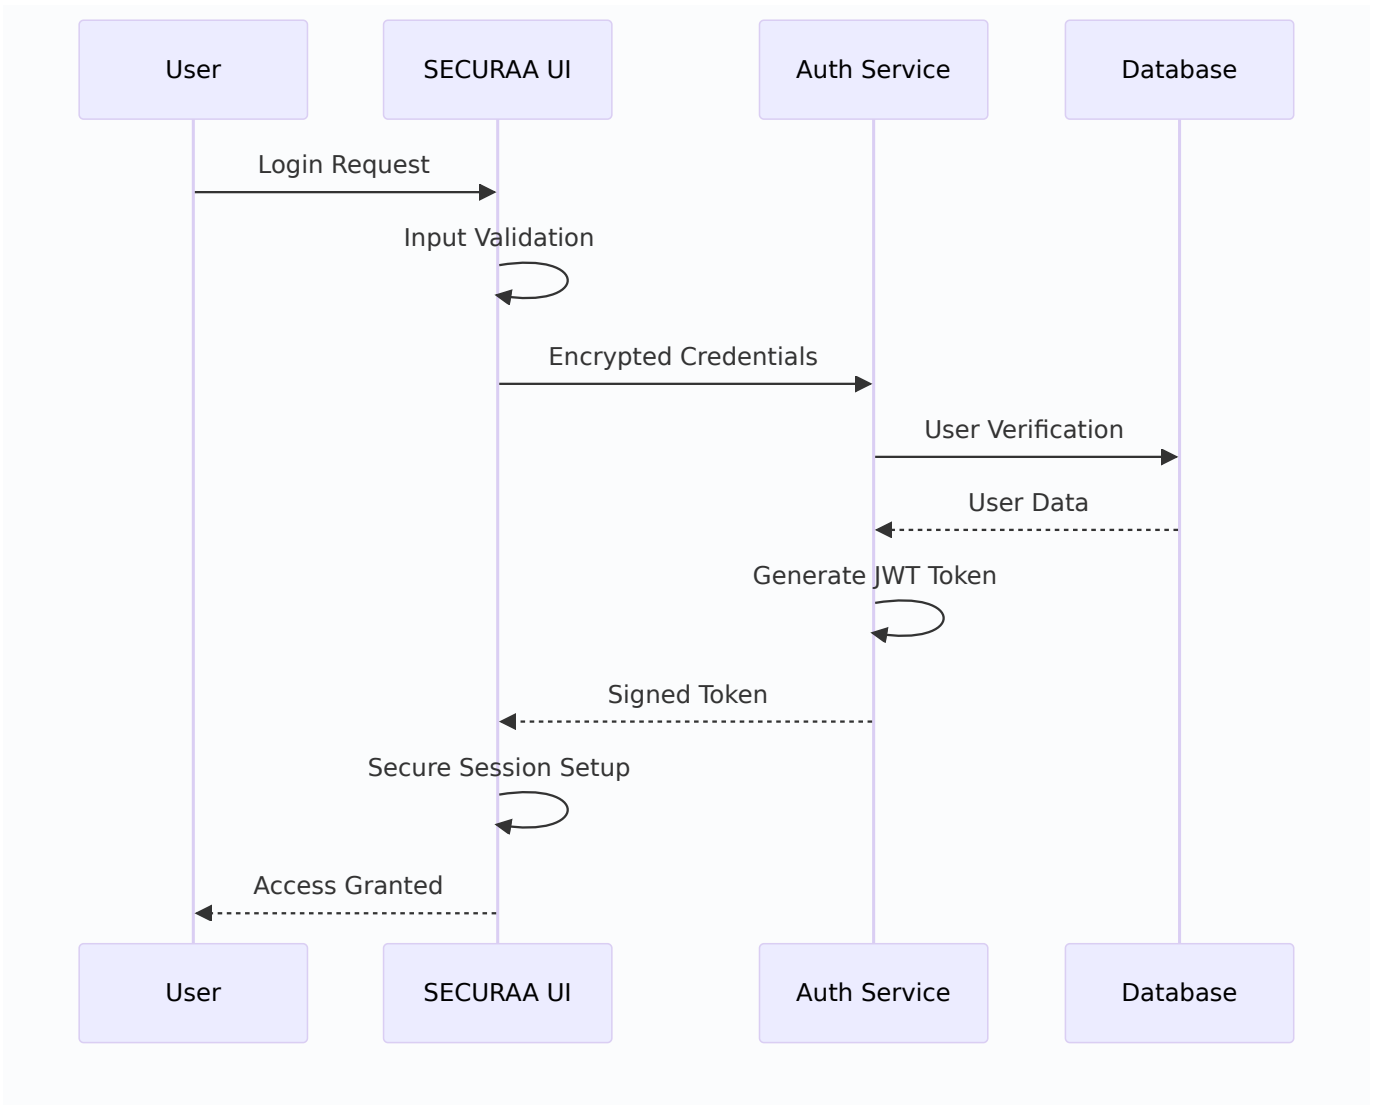 User
SECURAA UI
Auth Service
Database
Login Request
Input Validation
Encrypted Credentials
User Verification
User Data
Generate JWT Token
Signed Token
Secure Session Setup
Access Granted
User
SECURAA UI
Auth Service
Database